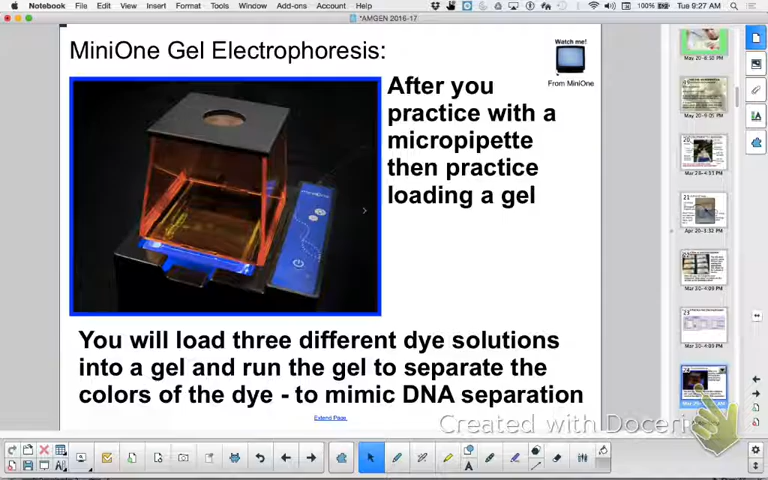 Notebook File Edit View Insert Format Tools Window Add-ons Account Help
100% Tue 9:27 AM
*AMGEN 2016-17
MiniOne Gel Electrophoresis:
Watch me!
From MiniOne
After you
practice with a
micropipette
then practice
loading a gel
You will load three different dye solutions
into a gel and run the gel to separate the
colors of the dye - to mimic DNA separation
Extend Page
Created with Doceri